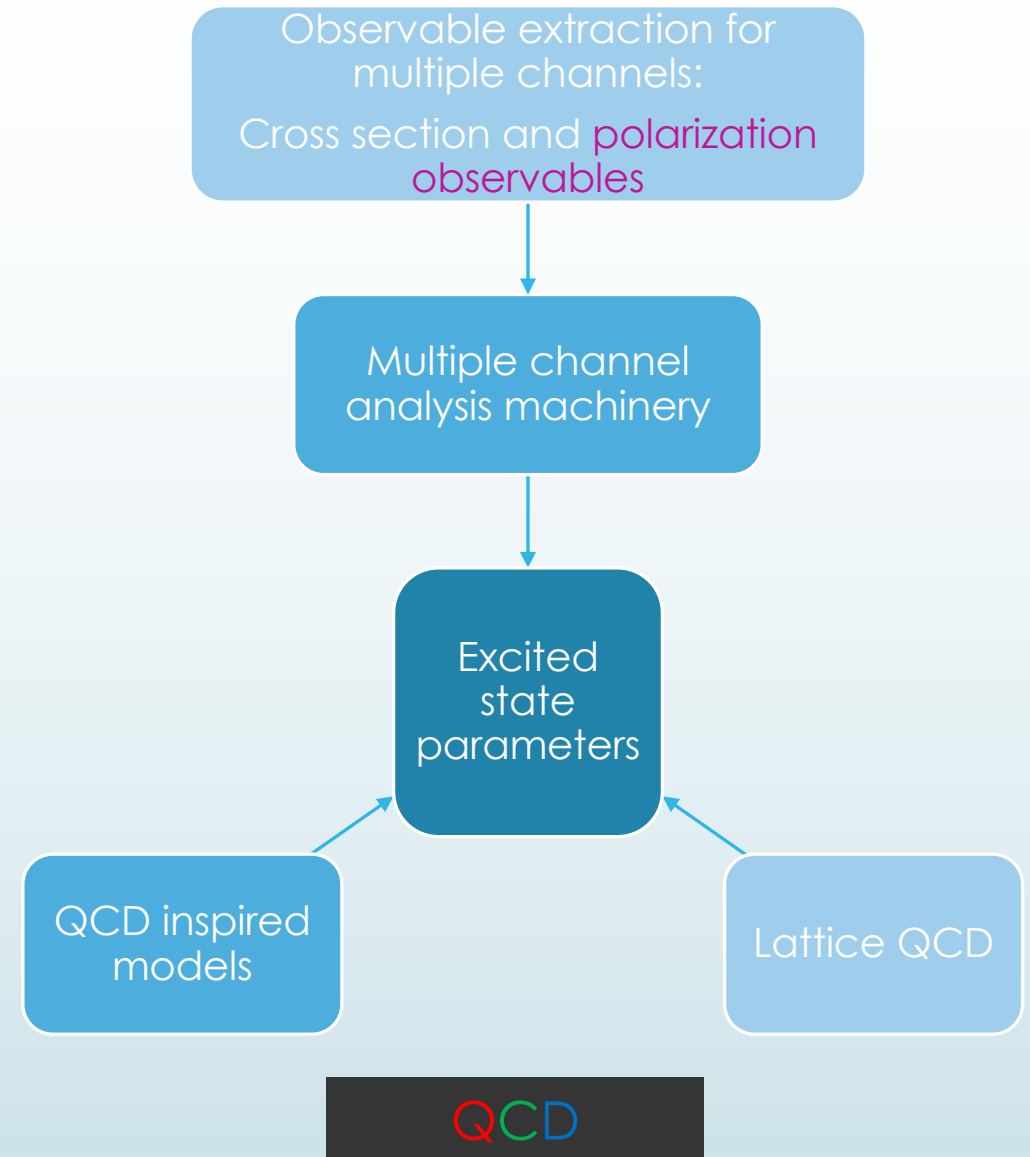 Observable extraction for
multiple channels:
Cross section and polarization
observables
Multiple channel
analysis machinery
Excited
state
parameters
QCD inspired
models
Lattice QCD
QCD